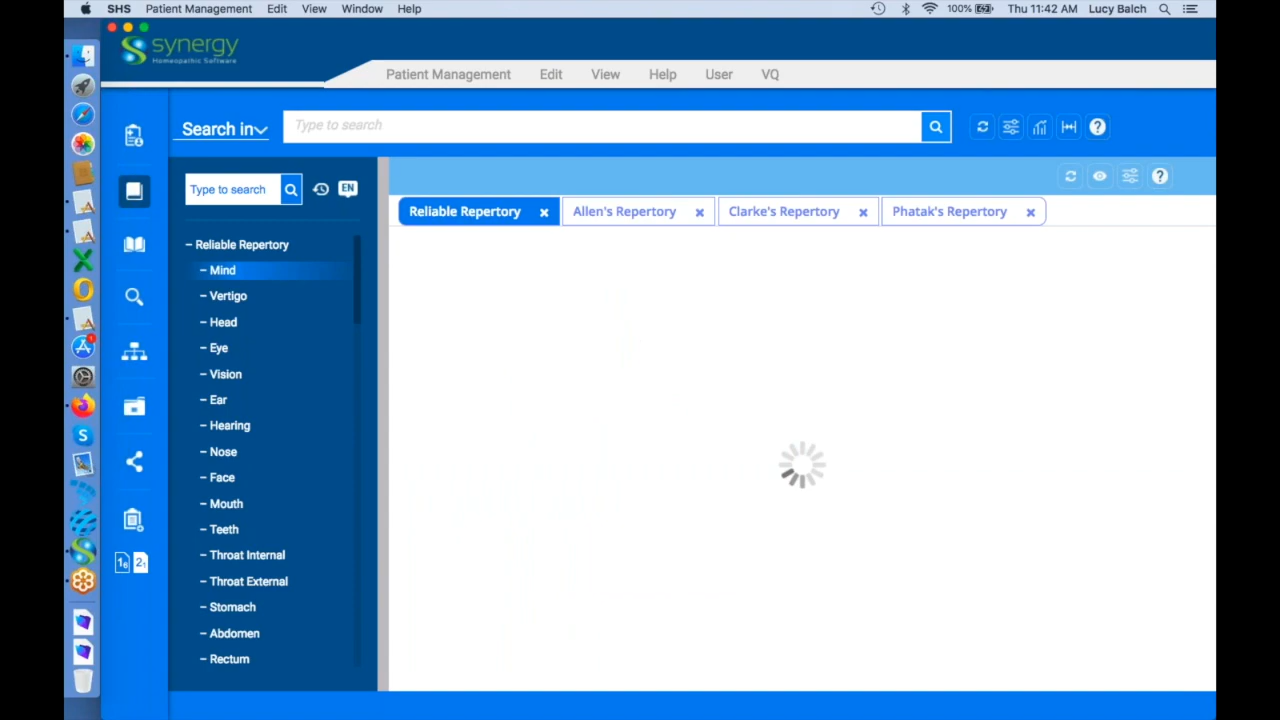 SHS Patient Management Edit View Window Help 100% Thu 11:42 AM Lucy Balch
synergy
Homeopathic Software
Patient Management Edit View Help User VQ
Search in
Type to search
?
Type to search
EN
?
Reliable Repertory × Allen's Repertory × Clarke's Repertory × Phatak's Repertory ×
– Reliable Repertory
– Mind
– Vertigo
– Head
– Eye
– Vision
– Ear
– Hearing
– Nose
– Face
– Mouth
– Teeth
– Throat Internal
– Throat External
– Stomach
– Abdomen
– Rectum